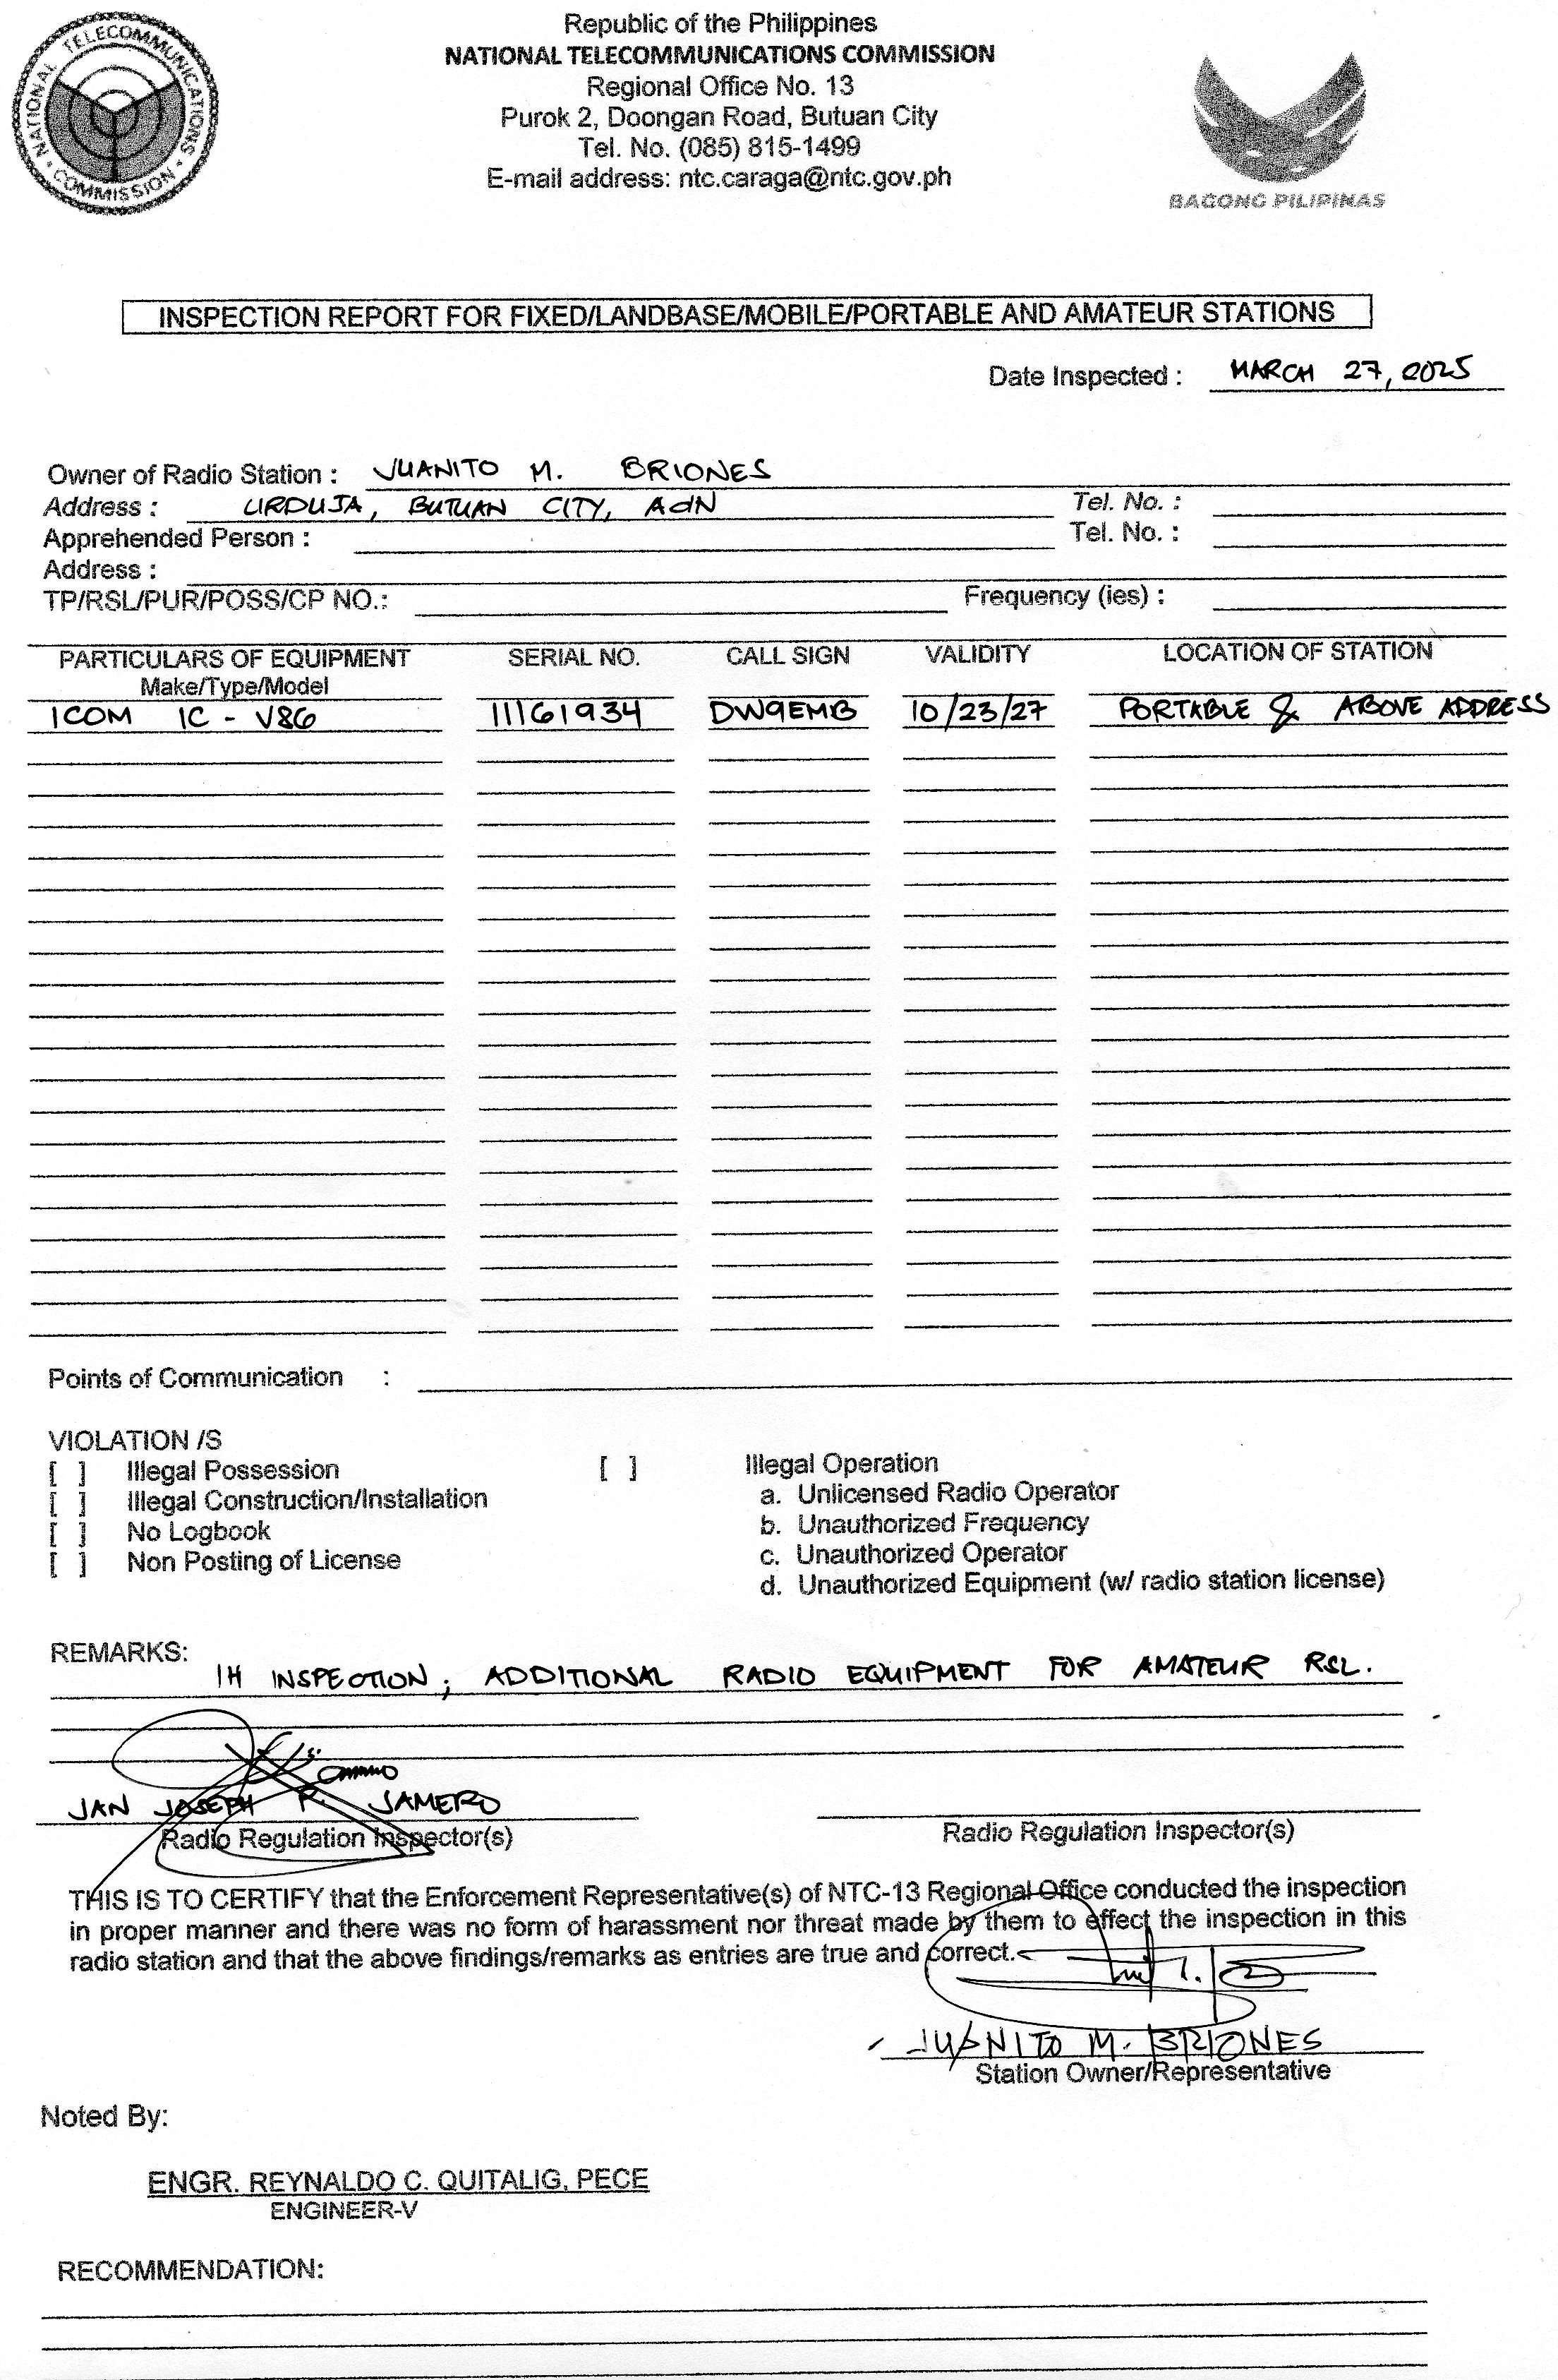 NATIONAL TELECOMMUNICATIONS COMMISSION
Republic of the Philippines
NATIONAL TELECOMMUNICATIONS COMMISSION
Regional Office No. 13
Purok 2, Doongan Road, Butuan City
Tel. No. (085) 815-1499
E-mail address: ntc.caraga@ntc.gov.ph
BAGONG PILIPINAS
INSPECTION REPORT FOR FIXED/LANDBASE/MOBILE/PORTABLE AND AMATEUR STATIONS
Date Inspected : MARCH 27, 2025
Owner of Radio Station : JUANITO M. BRIONES
Address : URDUJA, BUTUAN CITY, AdN Tel. No. :
Apprehended Person : Tel. No. :
Address :
TP/RSL/PUR/POSS/CP NO.: Frequency (ies) :
PARTICULARS OF EQUIPMENT SERIAL NO. CALL SIGN VALIDITY LOCATION OF STATION
Make/Type/Model
ICOM IC - V86 11161934 DW9EMB 10/23/27 PORTABLE & ABOVE ADDRESS
Points of Communication :
VIOLATION /S
[ ] Illegal Possession [ ] Illegal Operation
[ ] Illegal Construction/Installation a. Unlicensed Radio Operator
[ ] No Logbook b. Unauthorized Frequency
[ ] Non Posting of License c. Unauthorized Operator
d. Unauthorized Equipment (w/ radio station license)
REMARKS:
IH INSPECTION; ADDITIONAL RADIO EQUIPMENT FOR AMATEUR RSL.
JAN JOSEPH P. JAMERO
Radio Regulation Inspector(s) Radio Regulation Inspector(s)
THIS IS TO CERTIFY that the Enforcement Representative(s) of NTC-13 Regional Office conducted the inspection
in proper manner and there was no form of harassment nor threat made by them to effect the inspection in this
radio station and that the above findings/remarks as entries are true and correct.
JUANITO M. BRIONES
Station Owner/Representative
Noted By:
ENGR. REYNALDO C. QUITALIG, PECE
ENGINEER-V
RECOMMENDATION: